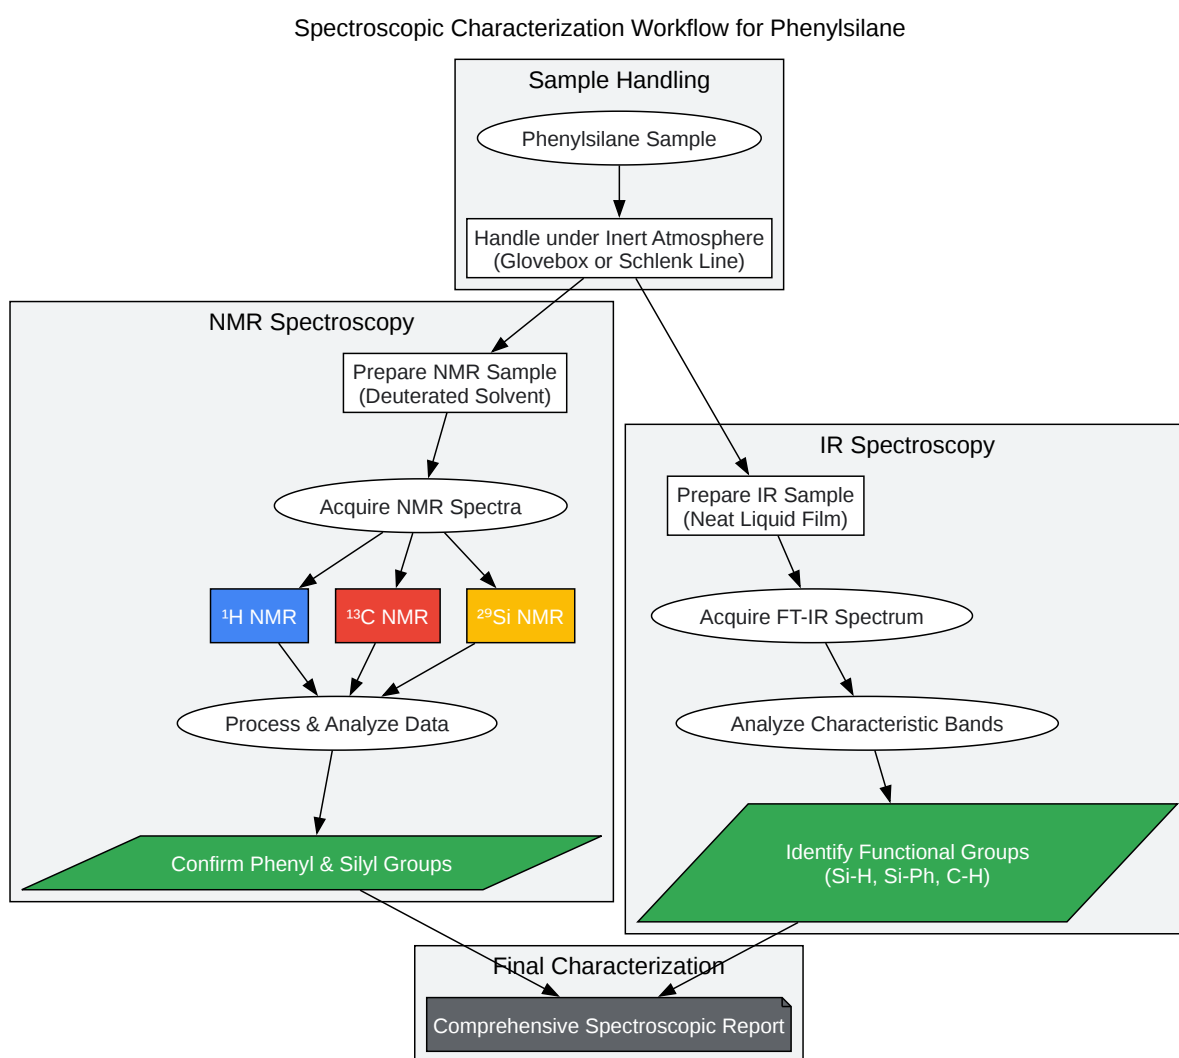 Spectroscopic Characterization Workflow for Phenylsilane
Sample Handling
Phenylsilane Sample
Handle under Inert Atmosphere
(Glovebox or Schlenk Line)
NMR Spectroscopy
Prepare NMR Sample
(Deuterated Solvent)
Acquire NMR Spectra
¹H NMR
¹³C NMR
²⁹Si NMR
Process & Analyze Data
Confirm Phenyl & Silyl Groups
IR Spectroscopy
Prepare IR Sample
(Neat Liquid Film)
Acquire FT-IR Spectrum
Analyze Characteristic Bands
Identify Functional Groups
(Si-H, Si-Ph, C-H)
Final Characterization
Comprehensive Spectroscopic Report